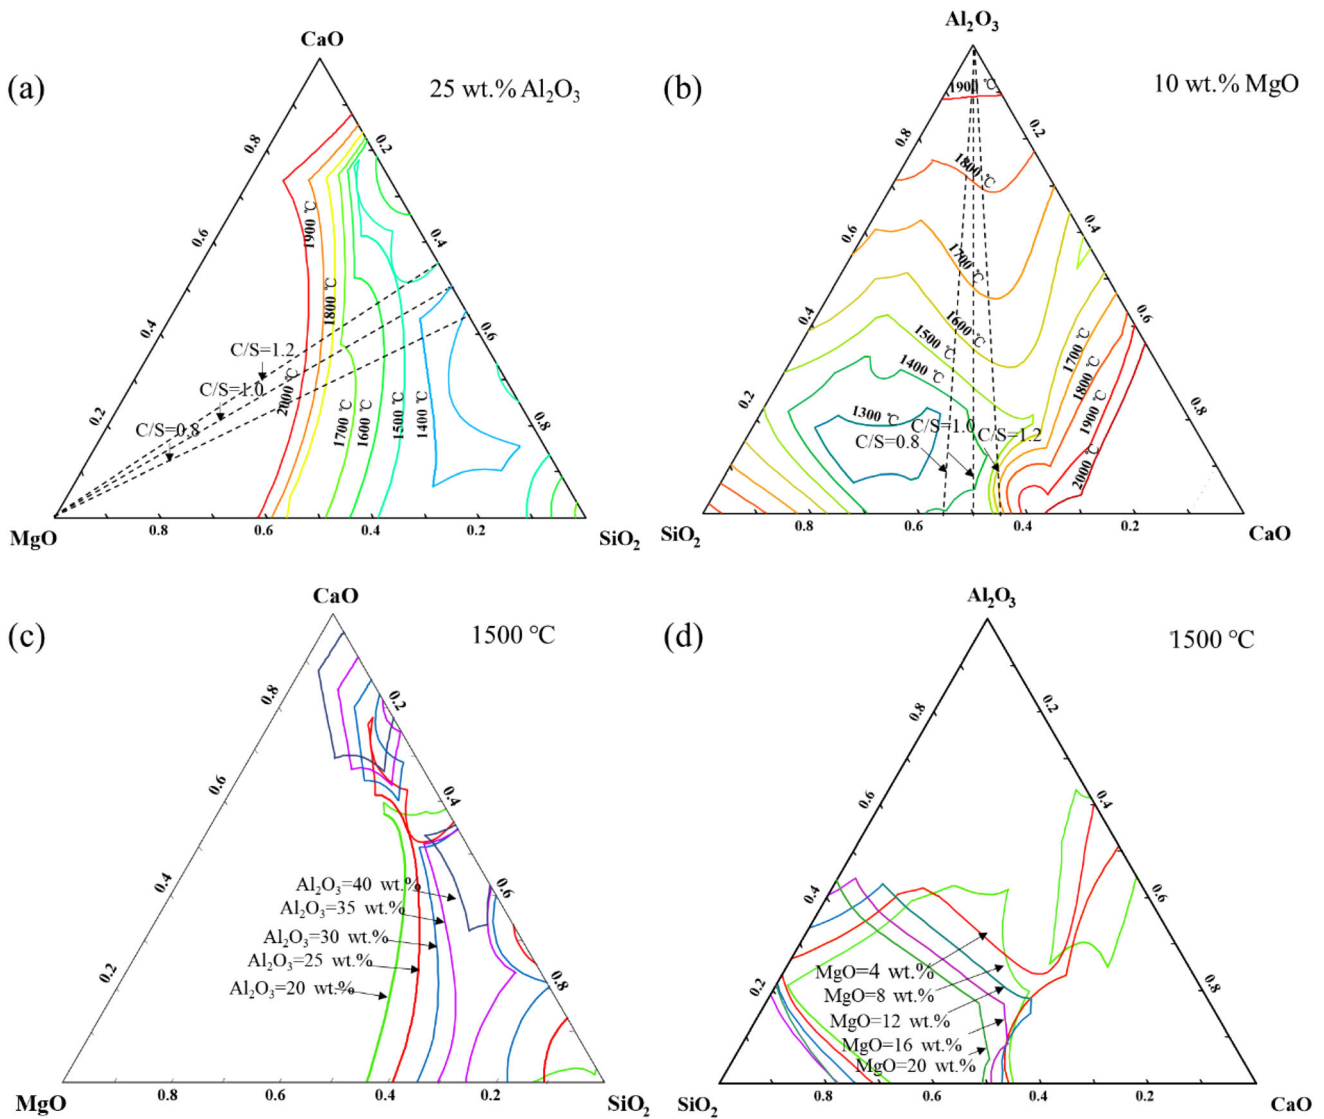 (a)
CaO
25 wt.% Al₂O₃
0.8
0.2
0.6
1900 ℃
0.4
1800 ℃
0.4
0.6
C/S=1.2
C/S=1.0
2000 ℃
0.2
C/S=0.8
1700 ℃
1600 ℃
1500 ℃
1400 ℃
MgO
0.8
0.6
0.4
0.2
SiO₂
(b)
Al₂O₃
10 wt.% MgO
1900 ℃
0.8
0.2
1800 ℃
0.6
0.4
1700 ℃
0.4
1600 ℃
0.6
1500 ℃
1700 ℃
1400 ℃
1800 ℃
0.2
1300 ℃
1900 ℃
0.8
C/S=1.0
C/S=0.8
C/S=1.2
2000 ℃
SiO₂
0.8
0.6
0.4
0.2
CaO
(c)
CaO
1500 ℃
0.8
0.2
0.6
0.4
0.4
Al₂O₃=40 wt.%
0.6
Al₂O₃=35 wt.%
Al₂O₃=30 wt.%
Al₂O₃=25 wt.%
0.2
Al₂O₃=20 wt.%
0.8
MgO
0.8
0.6
0.4
0.2
SiO₂
(d)
Al₂O₃
1500 ℃
0.8
0.2
0.6
0.4
0.4
0.6
MgO=4 wt.%
0.2
MgO=8 wt.%
0.8
MgO=12 wt.%
MgO=16 wt.%
MgO=20 wt.%
SiO₂
0.8
0.6
0.4
0.2
CaO